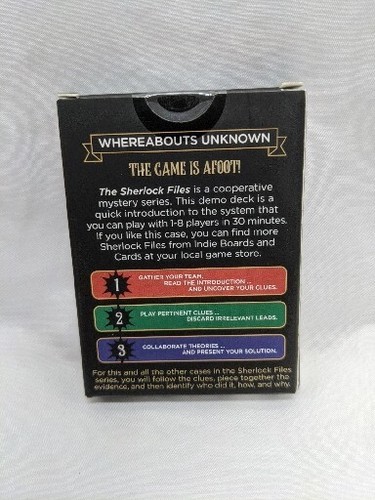 WHEREABOUTS UNKNOWN
THE GAME IS AFOOT!
The Sherlock Files is a cooperative
mystery series. This demo deck is a
quick introduction to the system that
you can play with 1-8 players in 30 minutes.
If you like this case, you can find more
Sherlock Files from Indie Boards and
Cards at your local game store.
1
GATHER YOUR TEAM,
READ THE INTRODUCTION ...
AND UNCOVER YOUR CLUES.
2
PLAY PERTINENT CLUES ...
DISCARD IRRELEVANT LEADS.
3
COLLABORATE THEORIES ...
AND PRESENT YOUR SOLUTION.
For this and all the other cases in the Sherlock Files
series, you will follow the clues, piece together the
evidence, and then identify who did it, how, and why.